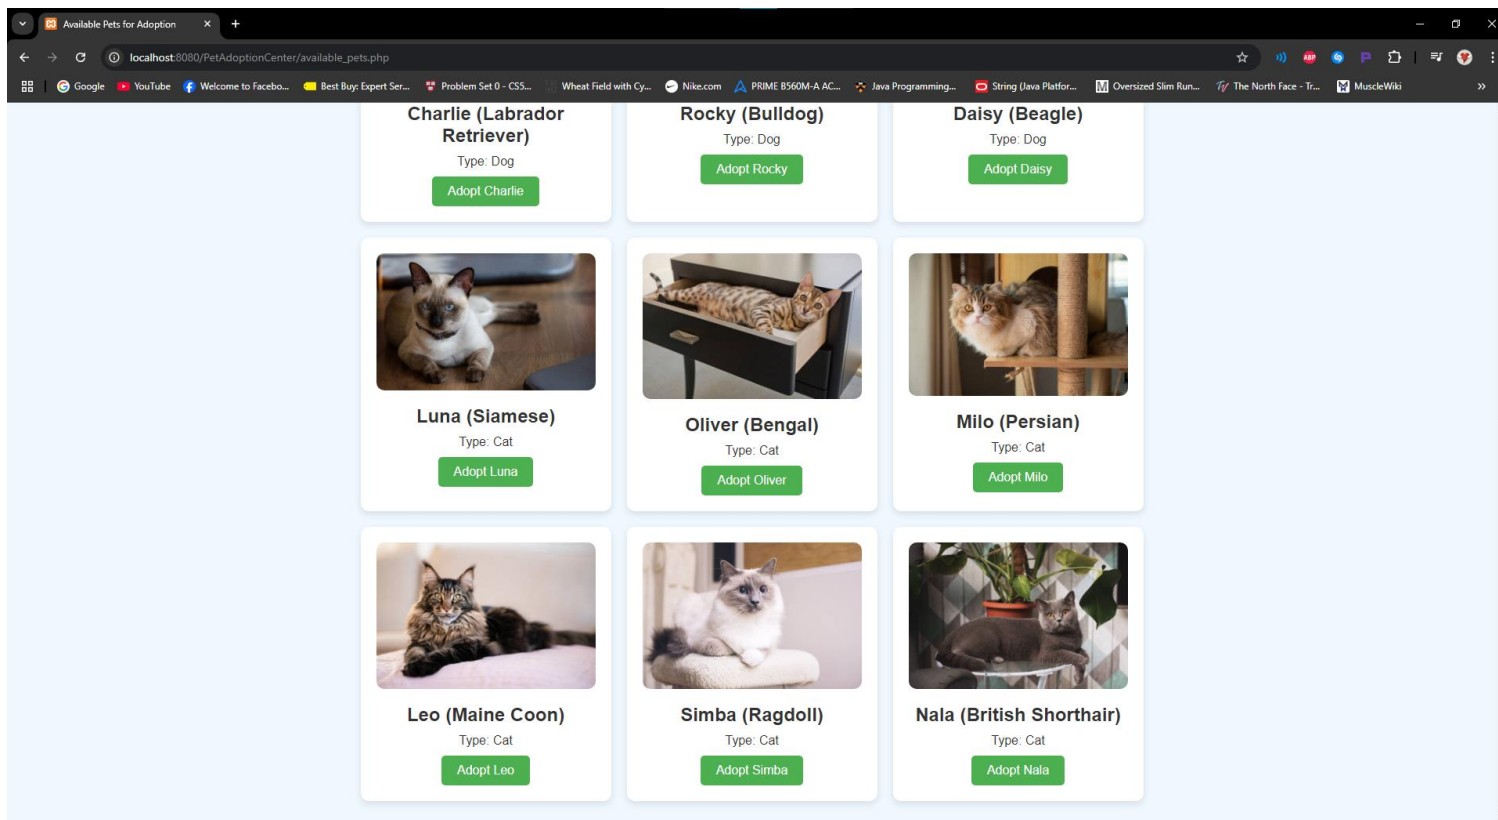 Available Pets for Adoption
localhost:8080/PetAdoptionCenter/available_pets.php
ABP
Google
YouTube
Welcome to Facebo...
Best Buy: Expert Ser...
Problem Set 0 - CS5...
Wheat Field with Cy...
Nike.com
PRIME B560M-A AC...
Java Programming...
String (Java Platfor...
Oversized Slim Run...
The North Face - Tr...
MuscleWiki
Charlie (Labrador
Retriever)
Type: Dog
Adopt Charlie
Rocky (Bulldog)
Type: Dog
Adopt Rocky
Daisy (Beagle)
Type: Dog
Adopt Daisy
Luna (Siamese)
Type: Cat
Adopt Luna
Oliver (Bengal)
Type: Cat
Adopt Oliver
Milo (Persian)
Type: Cat
Adopt Milo
Leo (Maine Coon)
Type: Cat
Adopt Leo
Simba (Ragdoll)
Type: Cat
Adopt Simba
Nala (British Shorthair)
Type: Cat
Adopt Nala